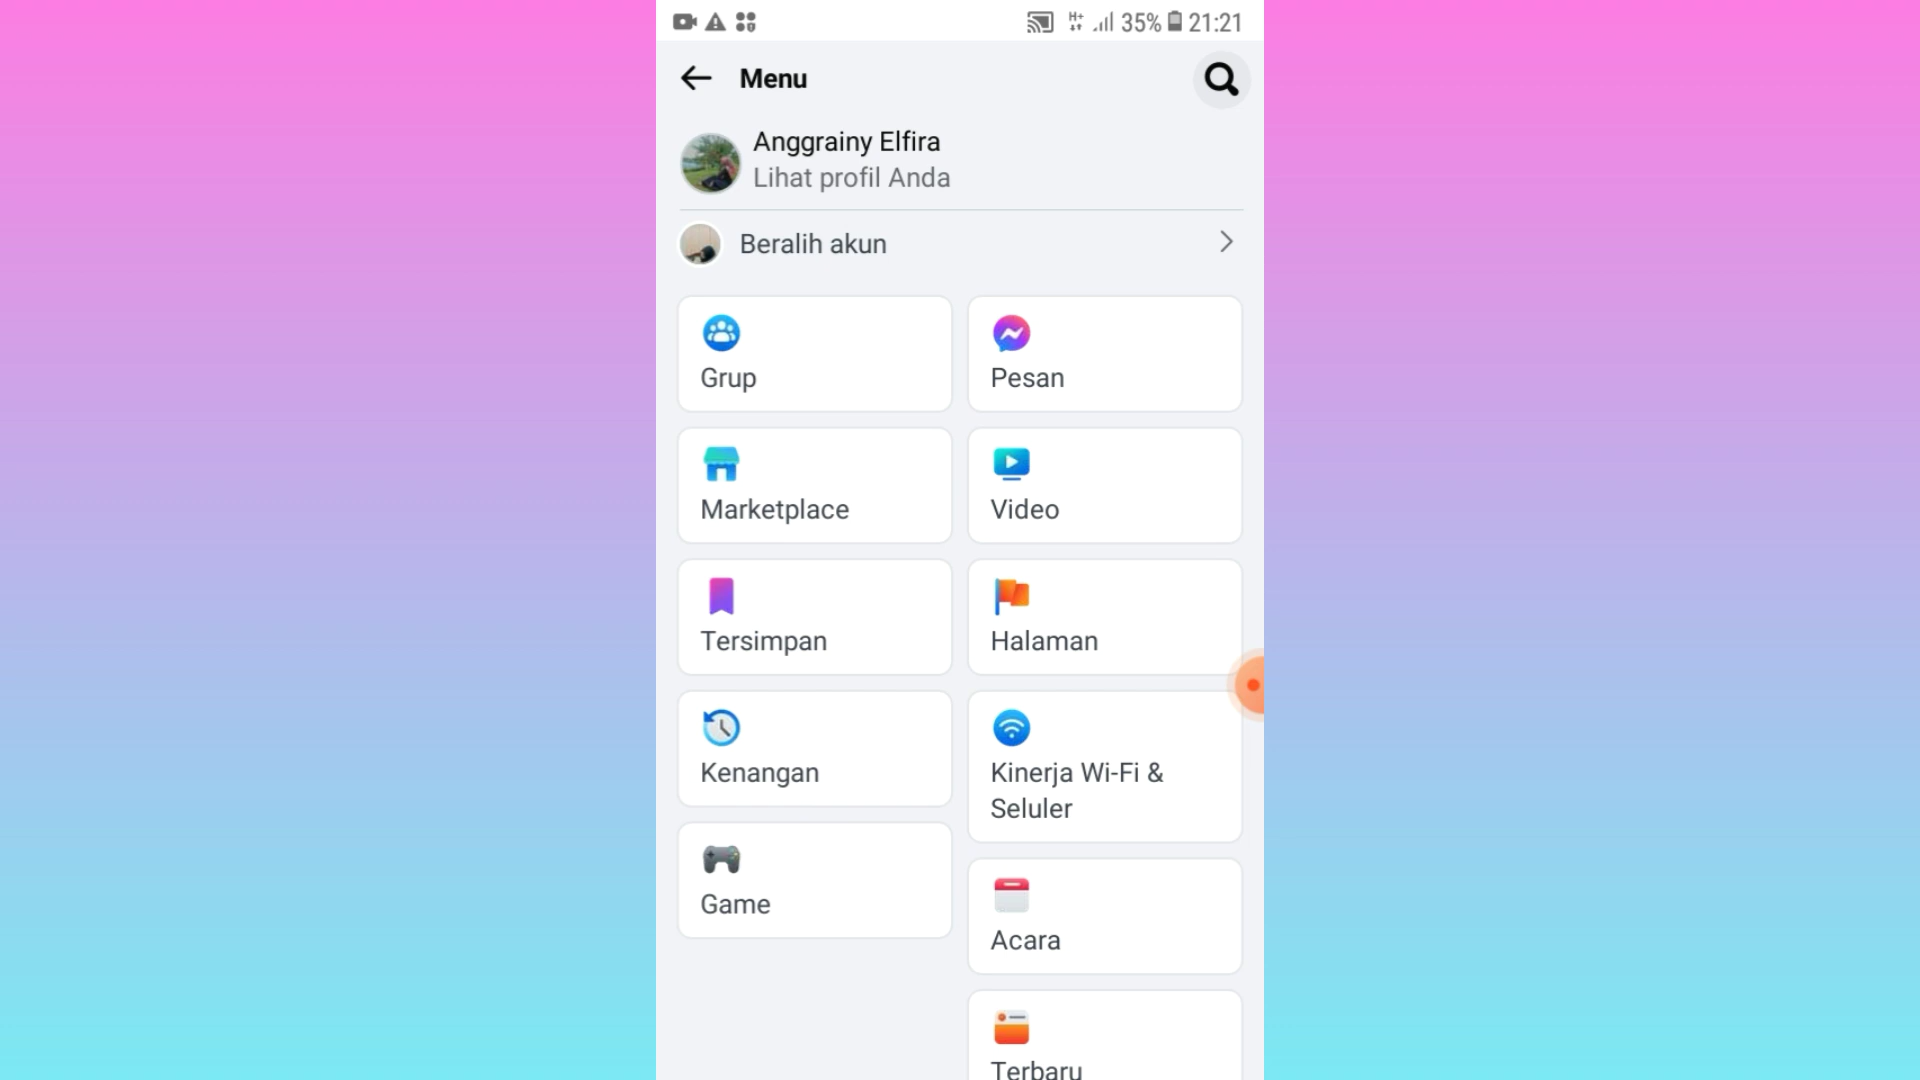 35% 21:21
Menu
Anggrainy Elfira
Lihat profil Anda
Beralih akun
Grup
Pesan
Marketplace
Video
Tersimpan
Halaman
Kenangan
Kinerja Wi-Fi &
Seluler
Game
Acara
Terbaru